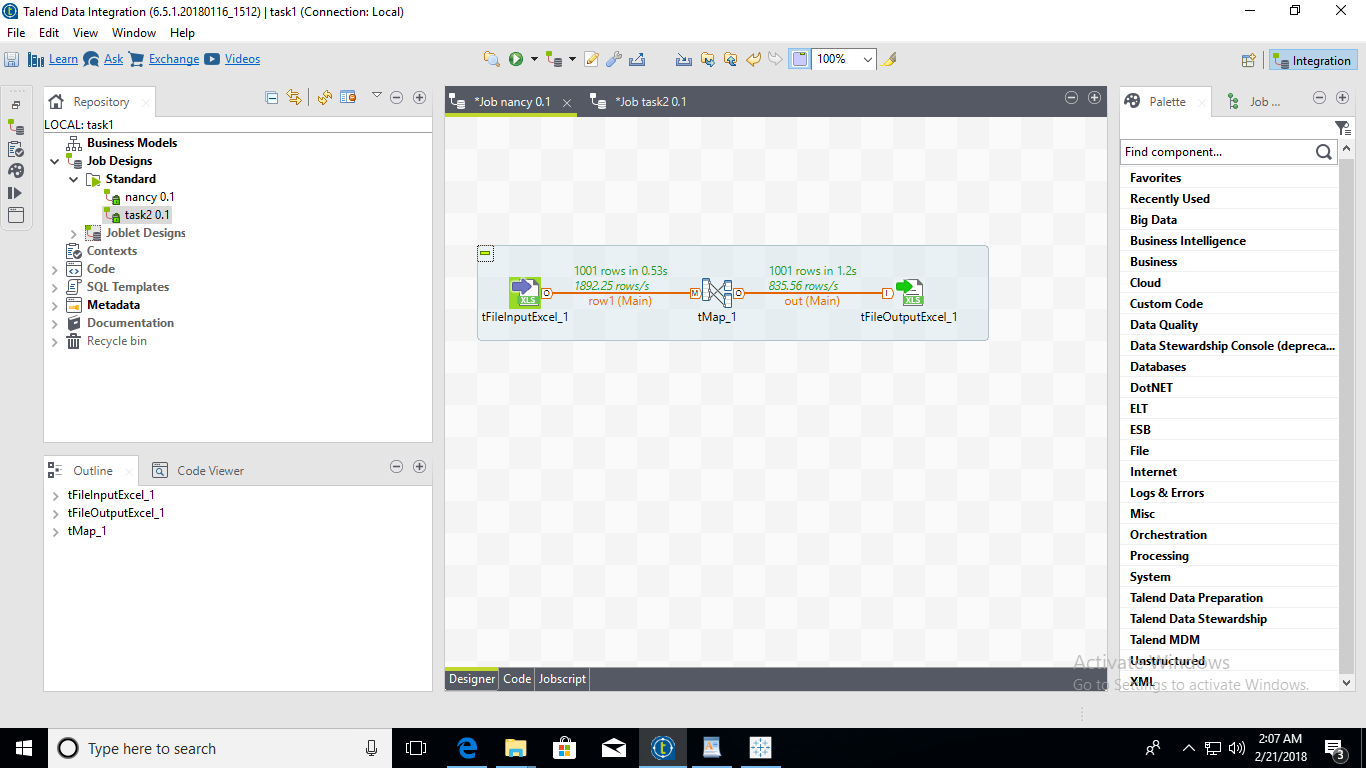 Talend Data Integration (6.5.1.20180116_1512) | task1 (Connection: Local)
File Edit View Window Help
Learn Ask Exchange Videos
100%
Integration
Repository
LOCAL: task1
Business Models
Job Designs
Standard
nancy 0.1
task2 0.1
Joblet Designs
Contexts
Code
SQL Templates
Metadata
Documentation
Recycle bin
Outline
Code Viewer
tFileInputExcel_1
tFileOutputExcel_1
tMap_1
*Job nancy 0.1
*Job task2 0.1
1001 rows in 0.53s
1892.25 rows/s
row1 (Main)
1001 rows in 1.2s
835.56 rows/s
out (Main)
XLS
O
M
O
I
XLS
tFileInputExcel_1
tMap_1
tFileOutputExcel_1
Designer
Code
Jobscript
Palette
Job ...
Find component...
Favorites
Recently Used
Big Data
Business Intelligence
Business
Cloud
Custom Code
Data Quality
Data Stewardship Console (depreca...
Databases
DotNET
ELT
ESB
File
Internet
Logs & Errors
Misc
Orchestration
Processing
System
Talend Data Preparation
Talend Data Stewardship
Talend MDM
Unstructured
XML
Activate Windows
Go to Settings to activate Windows.
Type here to search
2:07 AM
2/21/2018
3